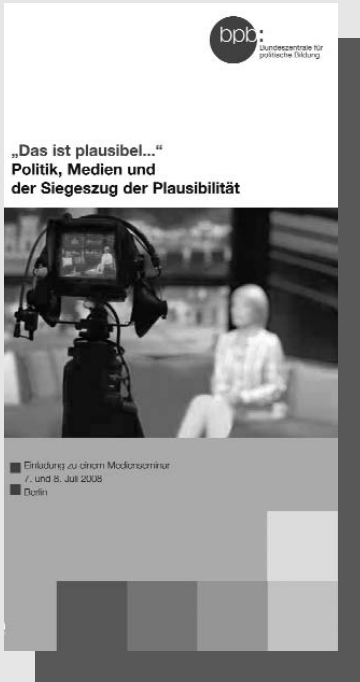 bpb:
Bundeszentrale für
politische Bildung
„Das ist plausibel...“
Politik, Medien und
der Siegeszug der Plausibilität
Einladung zu einem Medienseminar
7. und 8. Juli 2008
Berlin